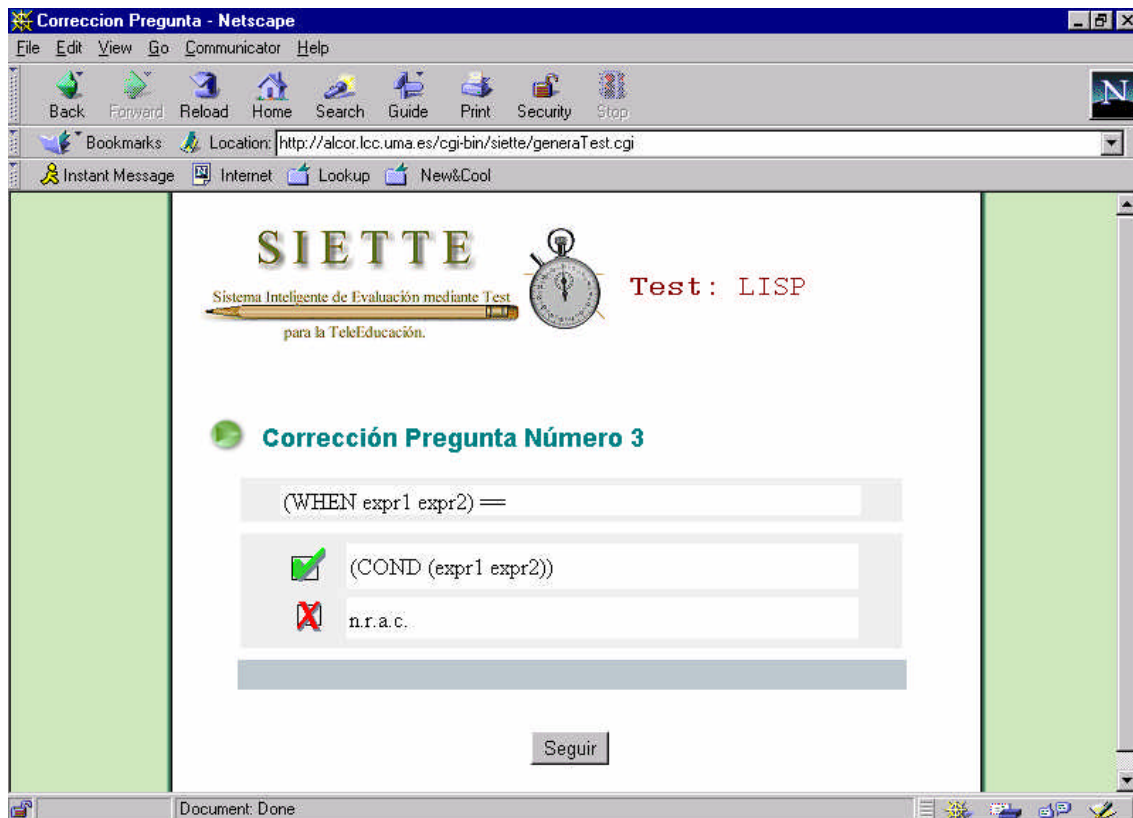 Correccion Pregunta - Netscape
File Edit View Go Communicator Help
Back Forward Reload Home Search Guide Print Security Stop
N
Bookmarks Location: http://alcor.lcc.uma.es/cgi-bin/siette/generaTest.cgi
Instant Message Internet Lookup New&Cool
SIETTE
Sistema Inteligente de Evaluación mediante Test
para la TeleEducación.
Test: LISP
Corrección Pregunta Número 3
(WHEN expr1 expr2) ==
(COND (expr1 expr2))
n.r.a.c.
Seguir
Document: Done